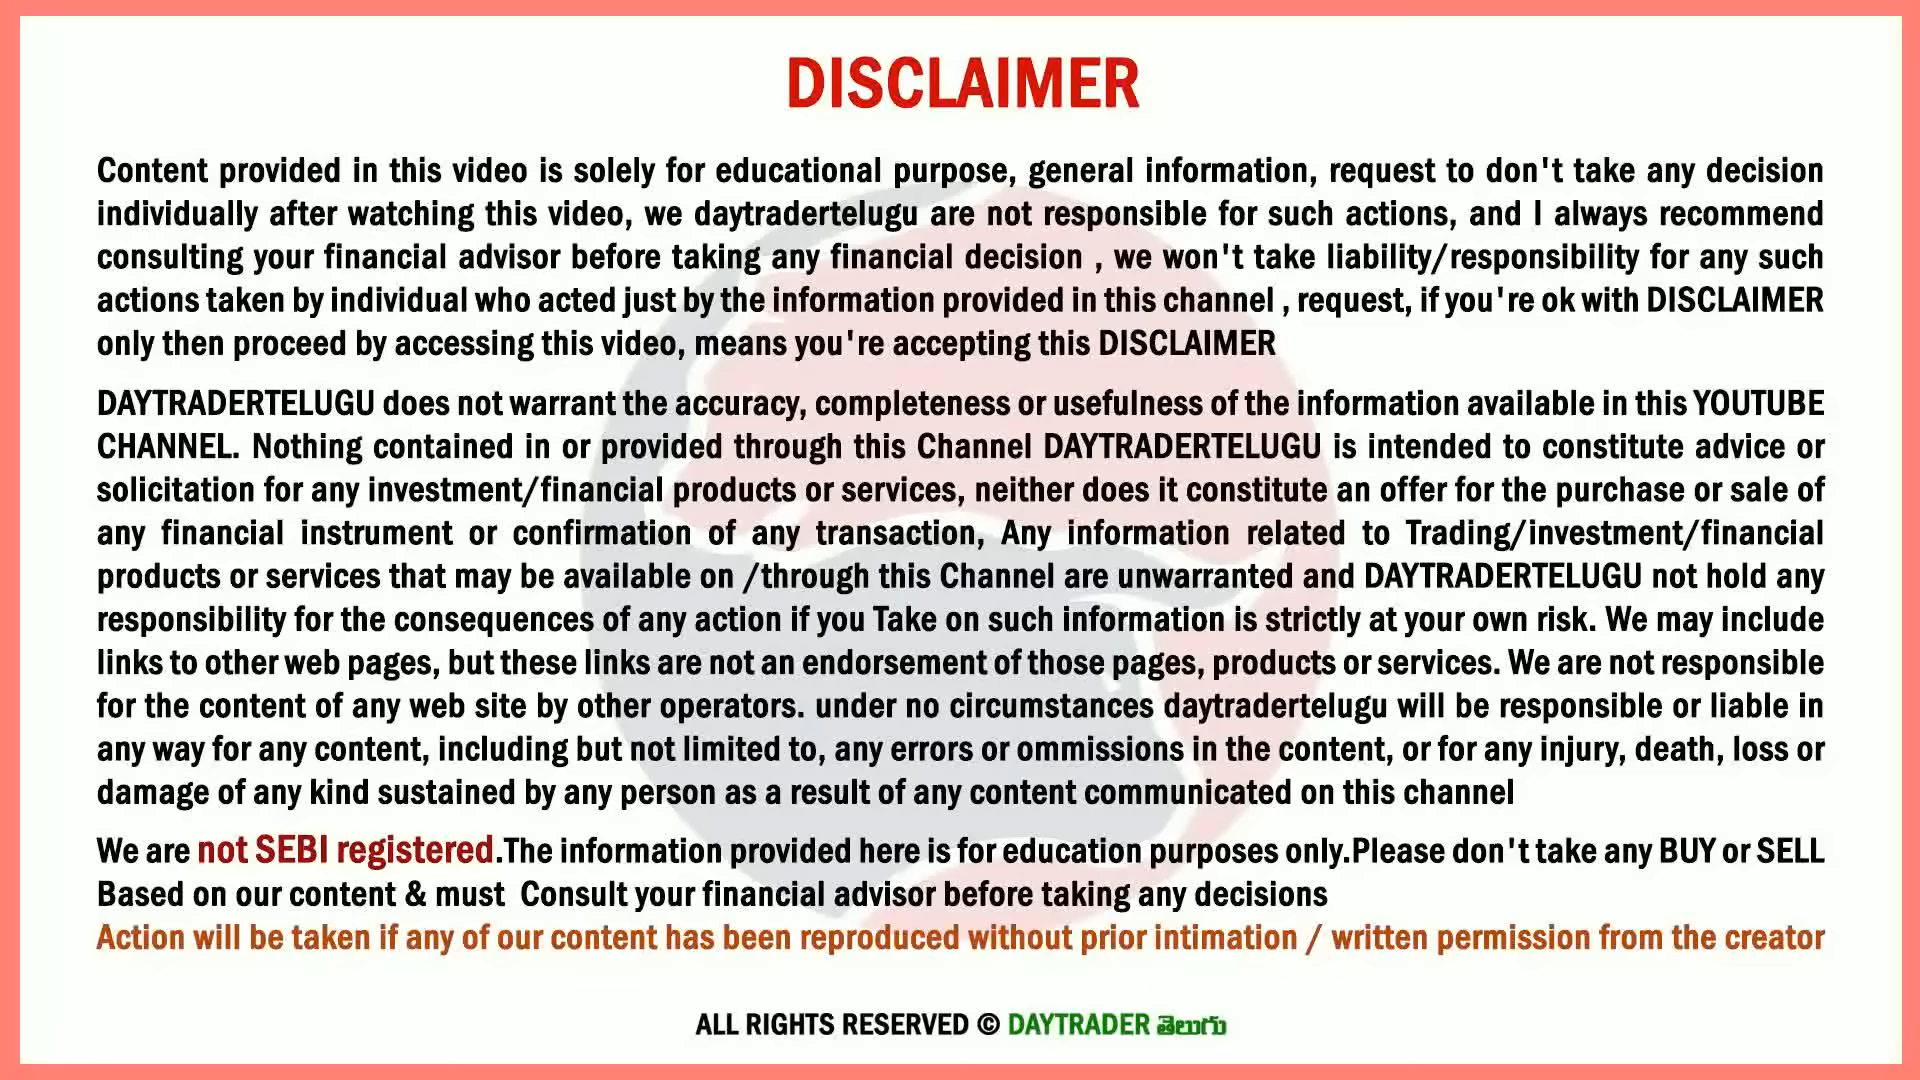 DISCLAIMER
Content provided in this video is solely for educational purpose, general information, request to don't take any decision
individually after watching this video, we daytradertelugu are not responsible for such actions, and I always recommend
consulting your financial advisor before taking any financial decision , we won't take liability/responsibility for any such
actions taken by individual who acted just by the information provided in this channel , request, if you're ok with DISCLAIMER
only then proceed by accessing this video, means you're accepting this DISCLAIMER
DAYTRADERTELUGU does not warrant the accuracy, completeness or usefulness of the information available in this YOUTUBE
CHANNEL. Nothing contained in or provided through this Channel DAYTRADERTELUGU is intended to constitute advice or
solicitation for any investment/financial products or services, neither does it constitute an offer for the purchase or sale of
any financial instrument or confirmation of any transaction, Any information related to Trading/investment/financial
products or services that may be available on /through this Channel are unwarranted and DAYTRADERTELUGU not hold any
responsibility for the consequences of any action if you Take on such information is strictly at your own risk. We may include
links to other web pages, but these links are not an endorsement of those pages, products or services. We are not responsible
for the content of any web site by other operators. under no circumstances daytradertelugu will be responsible or liable in
any way for any content, including but not limited to, any errors or ommissions in the content, or for any injury, death, loss or
damage of any kind sustained by any person as a result of any content communicated on this channel
We are not SEBI registered.The information provided here is for education purposes only.Please don't take any BUY or SELL
Based on our content & must Consult your financial advisor before taking any decisions
Action will be taken if any of our content has been reproduced without prior intimation / written permission from the creator
ALL RIGHTS RESERVED © DAYTRADER తెలుగు